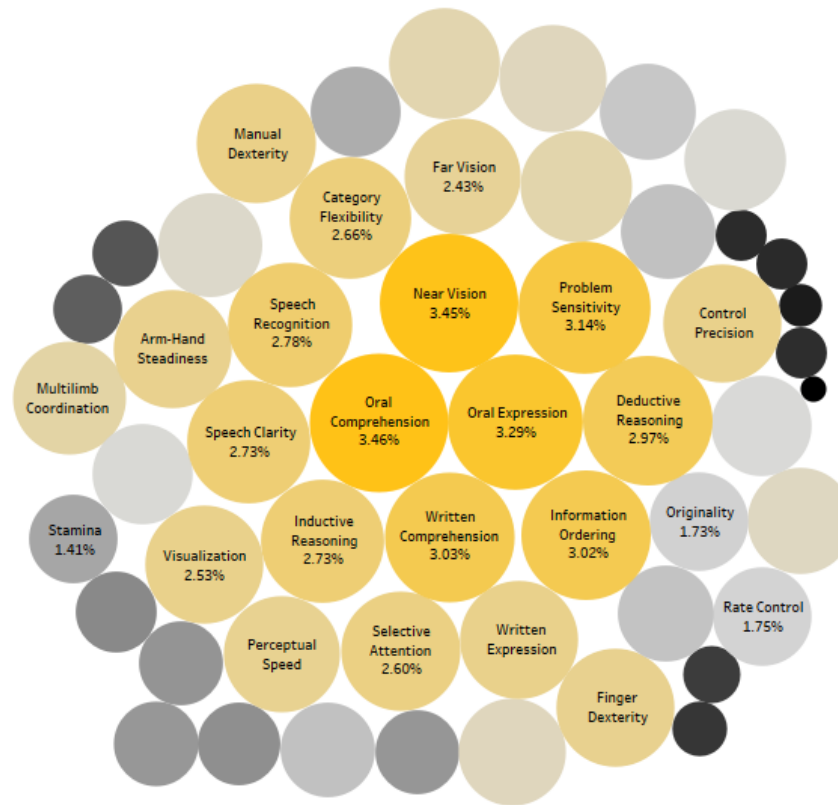 Manual
Dexterity
Far Vision
2.43%
Category
Flexibility
2.66%
Near Vision
3.45%
Problem
Sensitivity
3.14%
Speech
Recognition
2.78%
Control
Precision
Arm-Hand
Steadiness
Multilimb
Coordination
Oral
Comprehension
3.46%
Oral Expression
3.29%
Deductive
Reasoning
2.97%
Speech Clarity
2.73%
Stamina
1.41%
Visualization
2.53%
Inductive
Reasoning
2.73%
Written
Comprehension
3.03%
Information
Ordering
3.02%
Originality
1.73%
Rate Control
1.75%
Perceptual
Speed
Selective
Attention
2.60%
Written
Expression
Finger
Dexterity